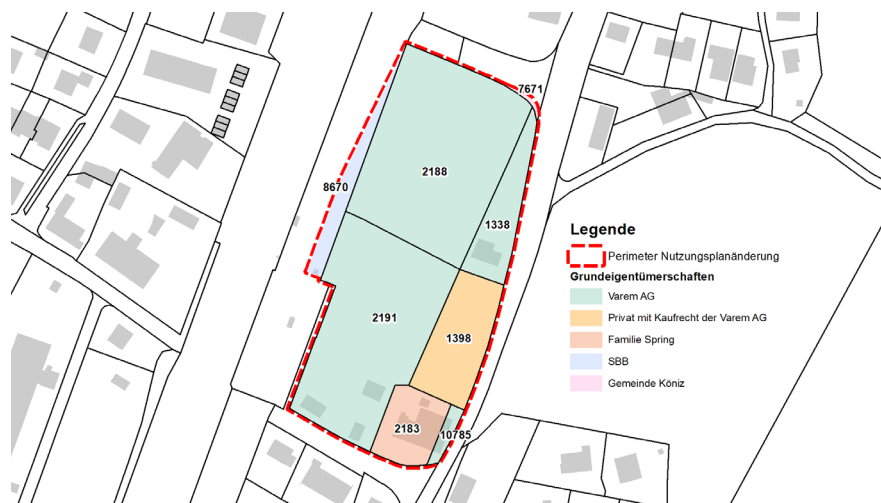 7671
2188
8670
1338
2191
1398
2183
10785
Legende
Perimeter Nutzungsplanänderung
Grundeigentümerschaften
Varem AG
Privat mit Kaufrecht der Varem AG
Familie Spring
SBB
Gemeinde Köniz